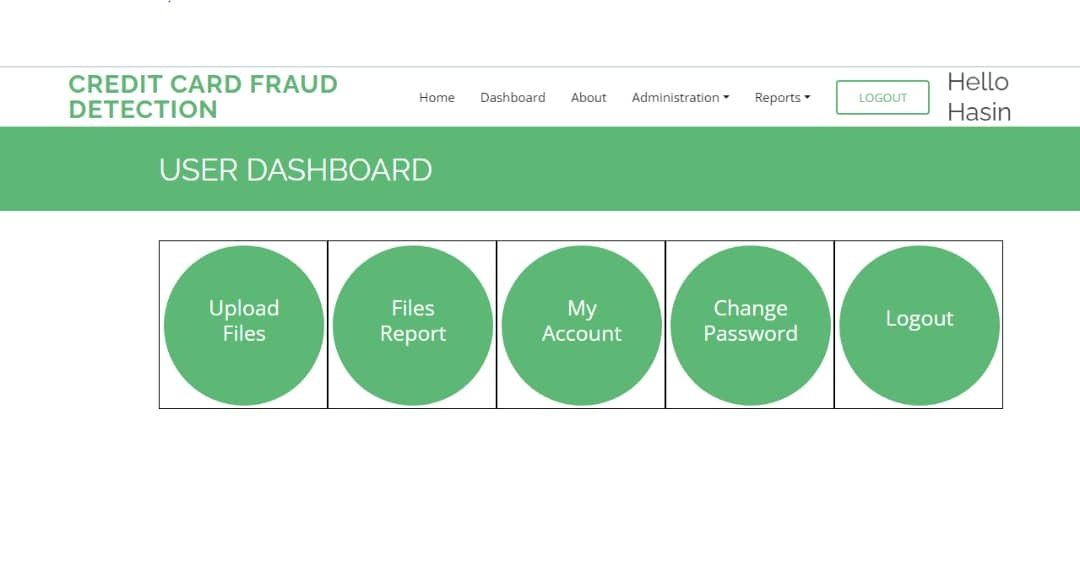 CREDIT CARD FRAUD
DETECTION
Home Dashboard About Administration Reports LOGOUT
Hello
Hasin
USER DASHBOARD
Upload
Files
Files
Report
My
Account
Change
Password
Logout